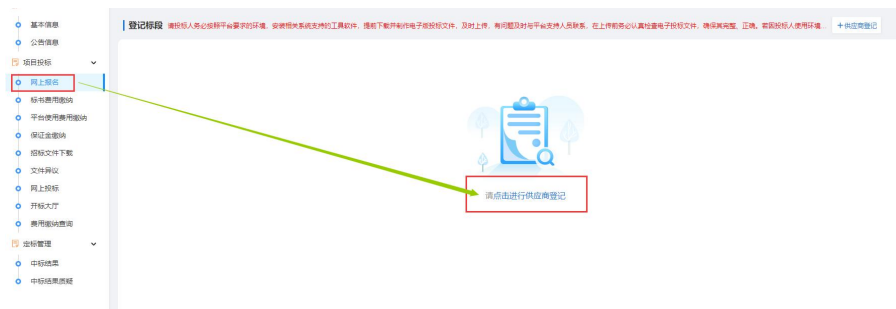 基本信息
公告信息
项目投标
网上报名
标书费用缴纳
平台使用费用缴纳
保证金缴纳
招标文件下载
文件异议
网上投标
开标大厅
费用缴纳查询
定标管理
中标结果
中标结果质疑
登记标段 请投标人务必按照平台要求的环境，安装相关系统支持的工具软件，提前下载并制作电子版投标文件，及时上传，有问题及时与平台支持人员联系，在上传前务必认真检查电子投标文件，确保其完整、正确。若因投标人使用环境... +供应商登记
请点击进行供应商登记